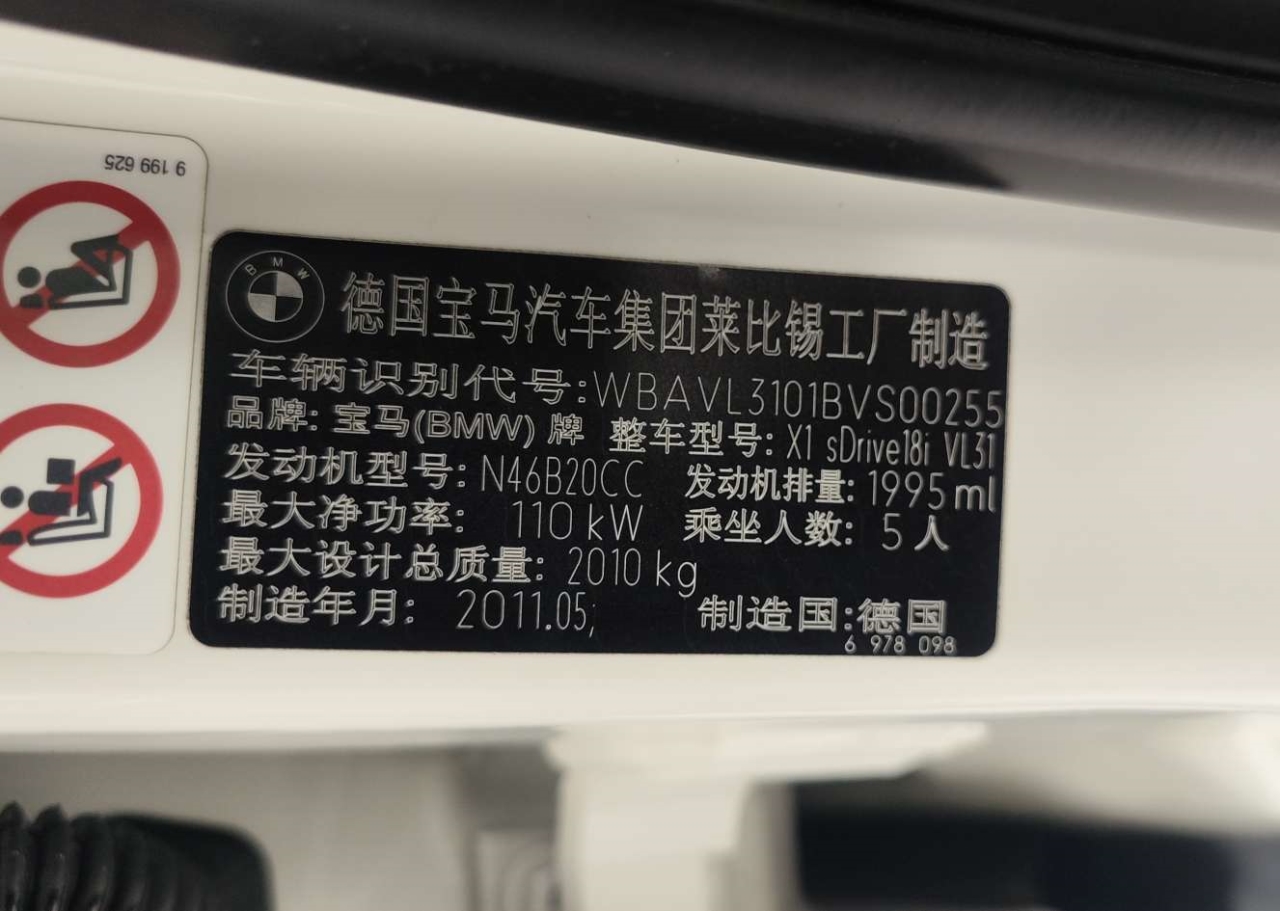 9 199 625
BMW
德国宝马汽车集团莱比锡工厂制造
车辆识别代号:WBAVL3101BVS00255
品牌: 宝马(BMW) 牌 整车型号: X1 sDrive18i VL31
发动机型号: N46B20CC 发动机排量: 1995 ml
最大净功率: 110 kW 乘坐人数: 5 人
最大设计总质量: 2010 kg
制造年月: 2011.05; 制造国:德国
6 978 098